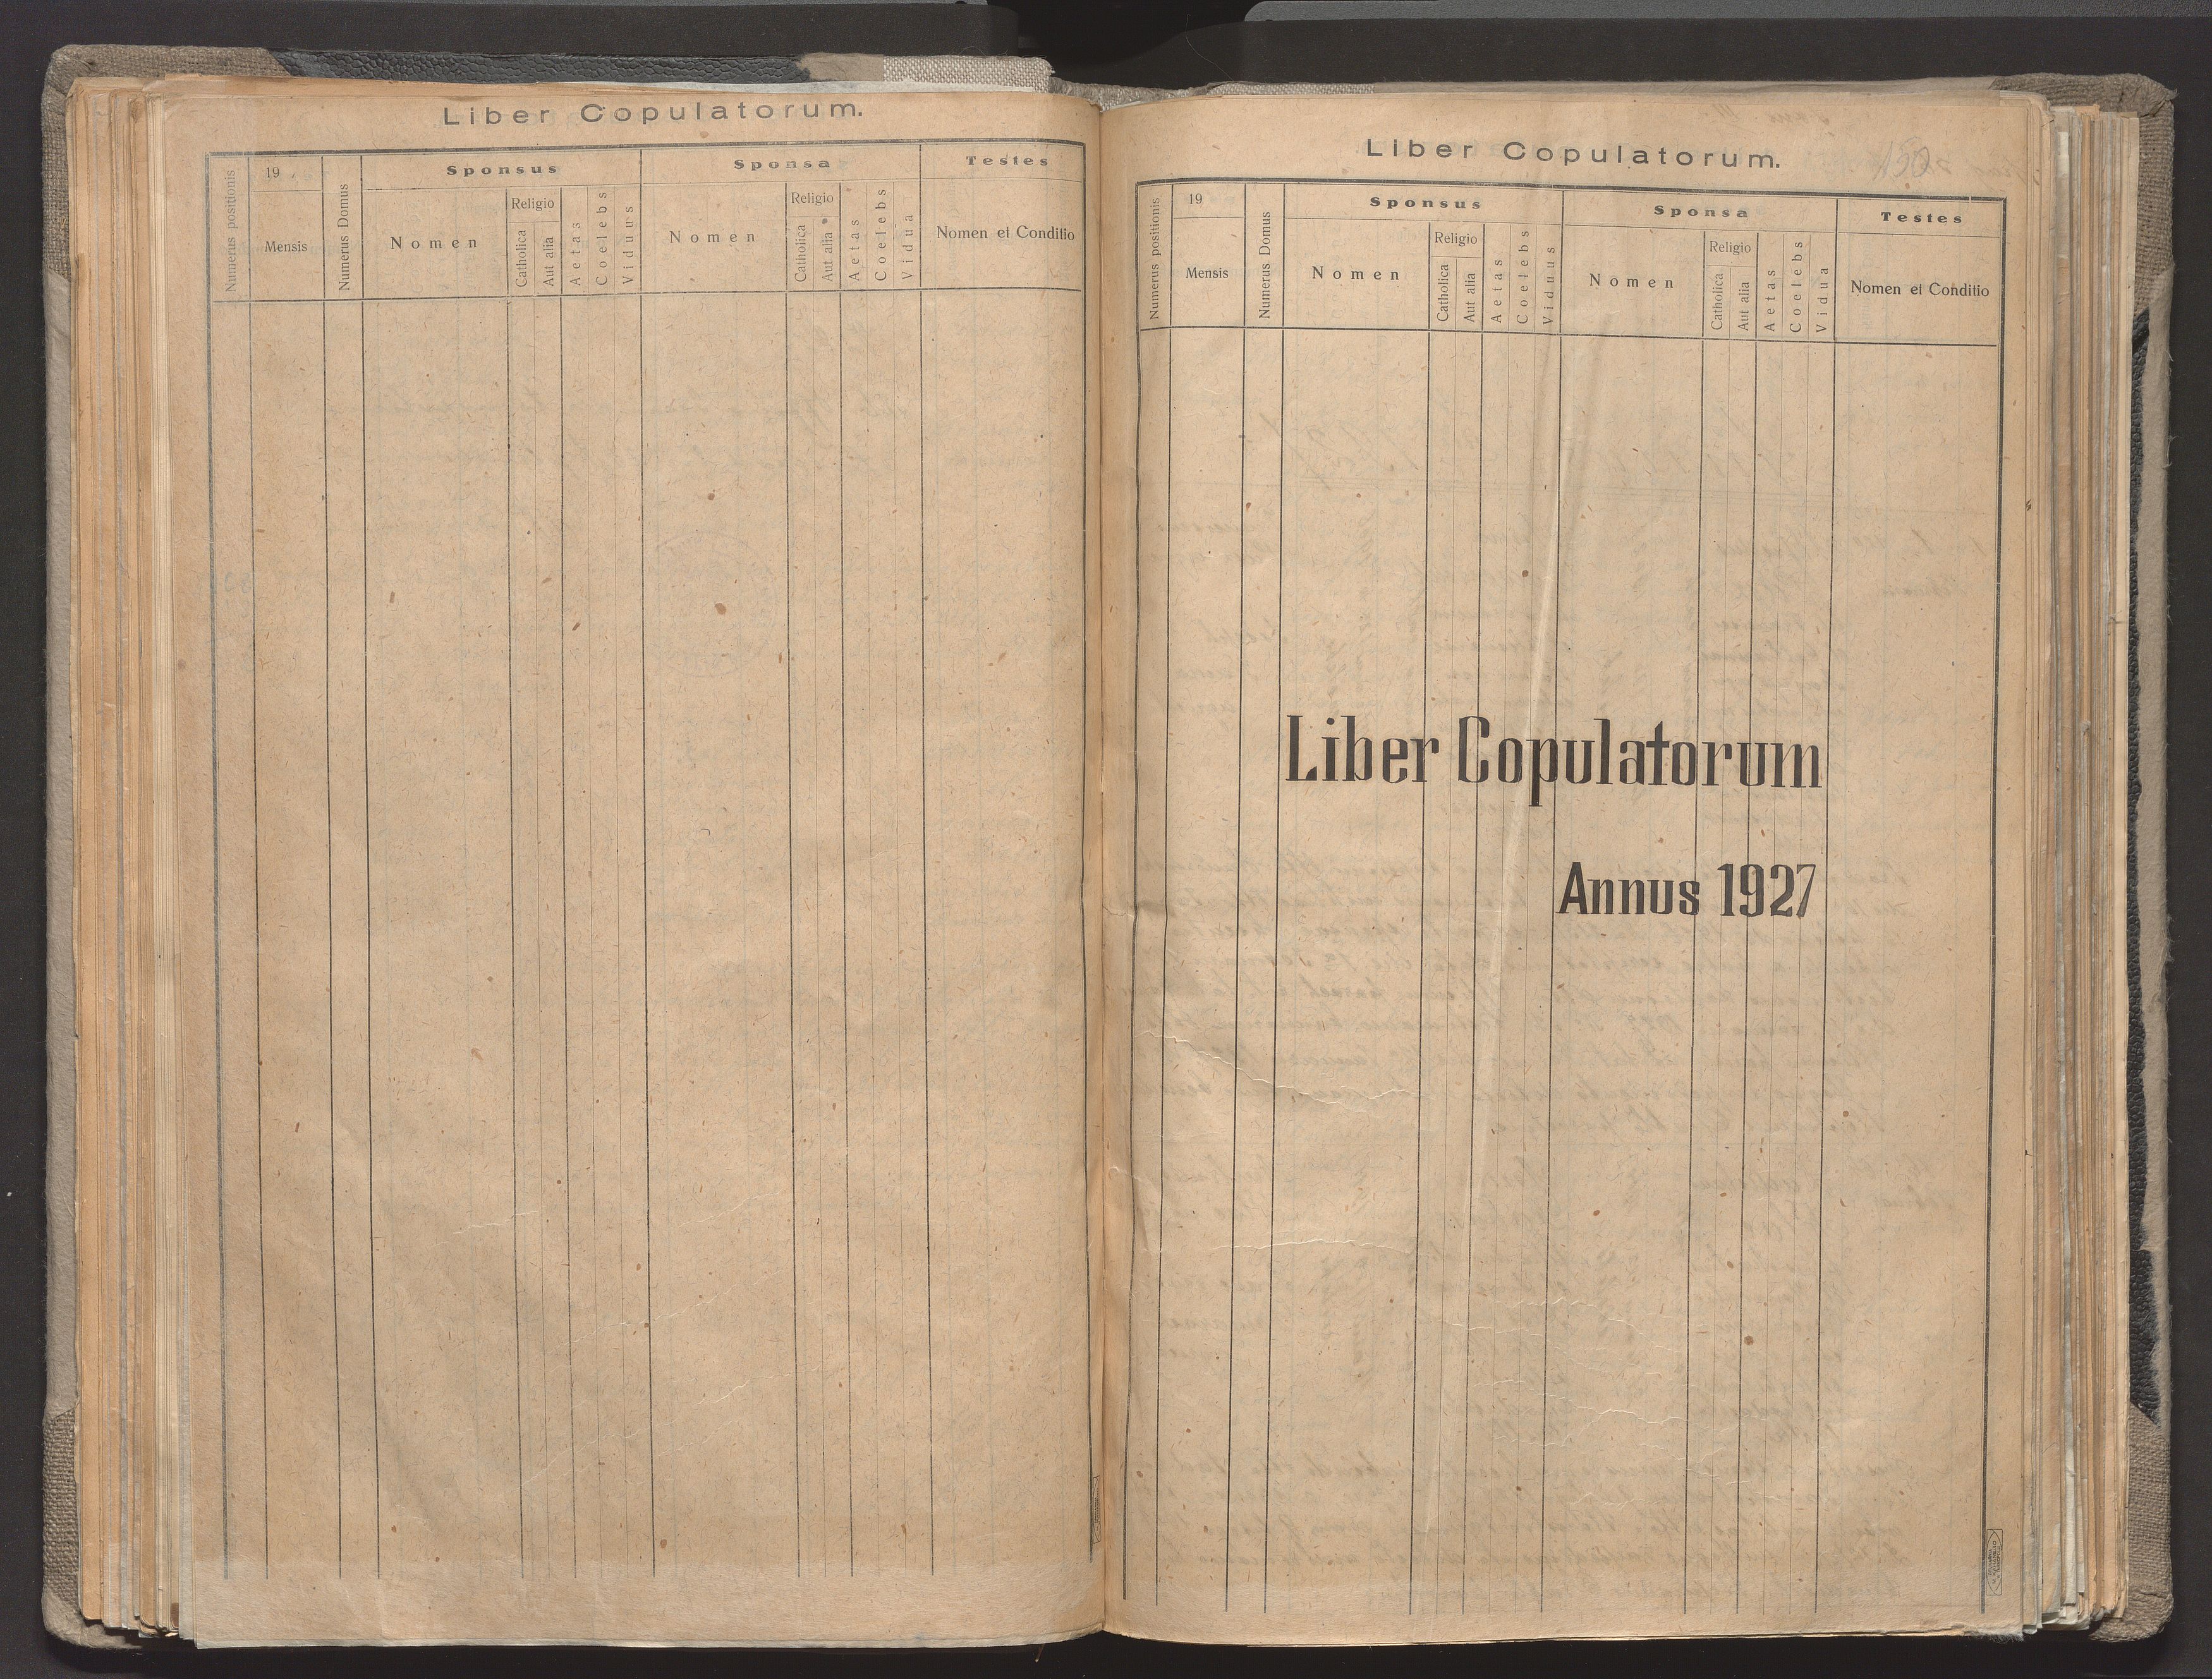 Liber Copulatorum.
Numerus positionis
19
Mensis
Numerus Domus
Sponsus
Nomen
Religio
Catholica
Aut alia
Aetas
Coelebs
Viduus
Sponsa
Nomen
Religio
Catholica
Aut alia
Aetas
Coelebs
Vidua
Testes
Nomen et Conditio
Liber Copulatorum.
150
Numerus positionis
19
Mensis
Numerus Domus
Sponsus
Nomen
Religio
Catholica
Aut alia
Aetas
Coelebs
Viduus
Sponsa
Nomen
Religio
Catholica
Aut alia
Aetas
Coelebs
Vidua
Testes
Nomen et Conditio
Liber Copulatorum
Annus 1927